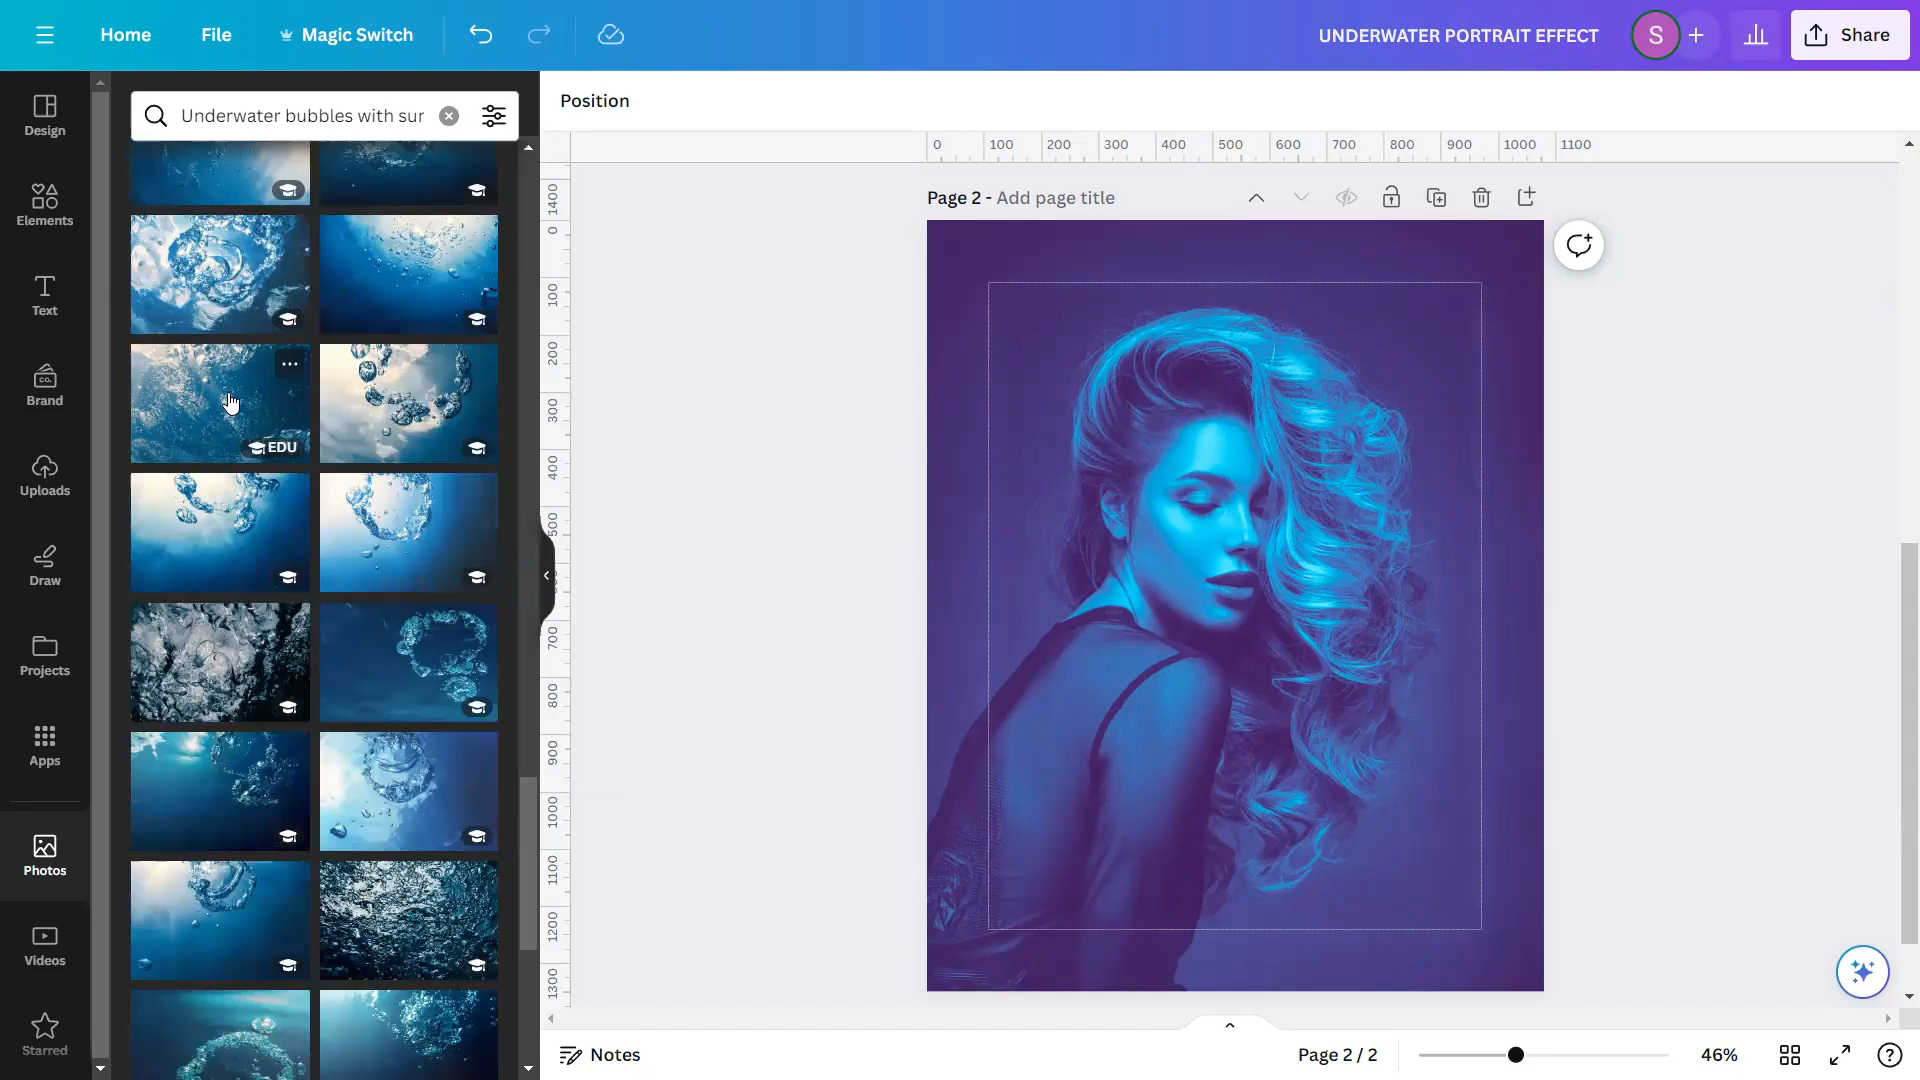 Home
File
Magic Switch
UNDERWATER PORTRAIT EFFECT
S
Share
Design
Elements
Text
CO.
Brand
Uploads
Draw
Projects
Apps
Photos
Videos
Starred
Underwater bubbles with sur
EDU
Position
0 100 200 300 400 500 600 700 800 900 1000 1100
1400
0
100
200
300
400
500
700
800
900
1000
1100
1200
1300
Page 2 - Add page title
Notes
Page 2 / 2
46%